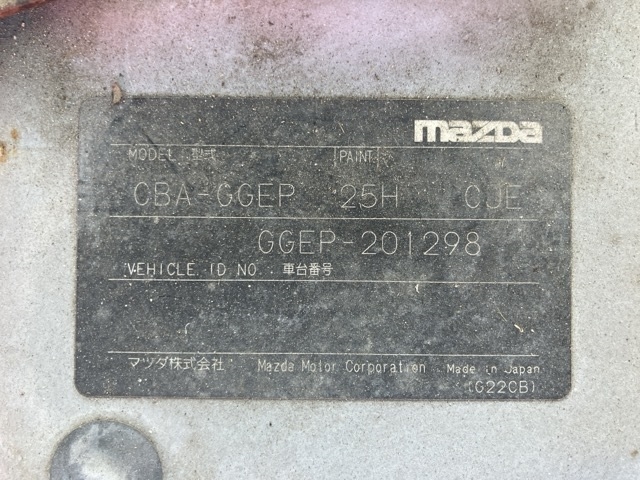 mazda
MODEL 型式 PAINT
CBA-GGEP 25H CJE
GGEP-201298
VEHICLE ID NO. 車台番号
マツダ株式会社 Mazda Motor Corporation Made in Japan
(G22CB)